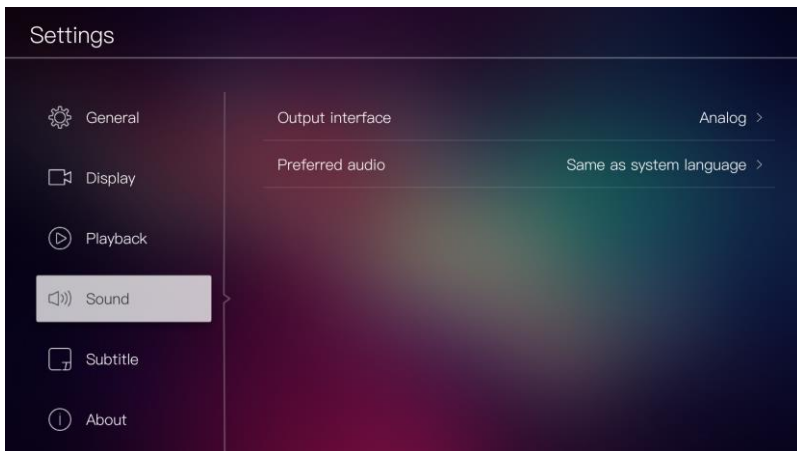 Settings
General
Display
Playback
Sound
Subtitle
About
Output interface Analog >
Preferred audio Same as system language >